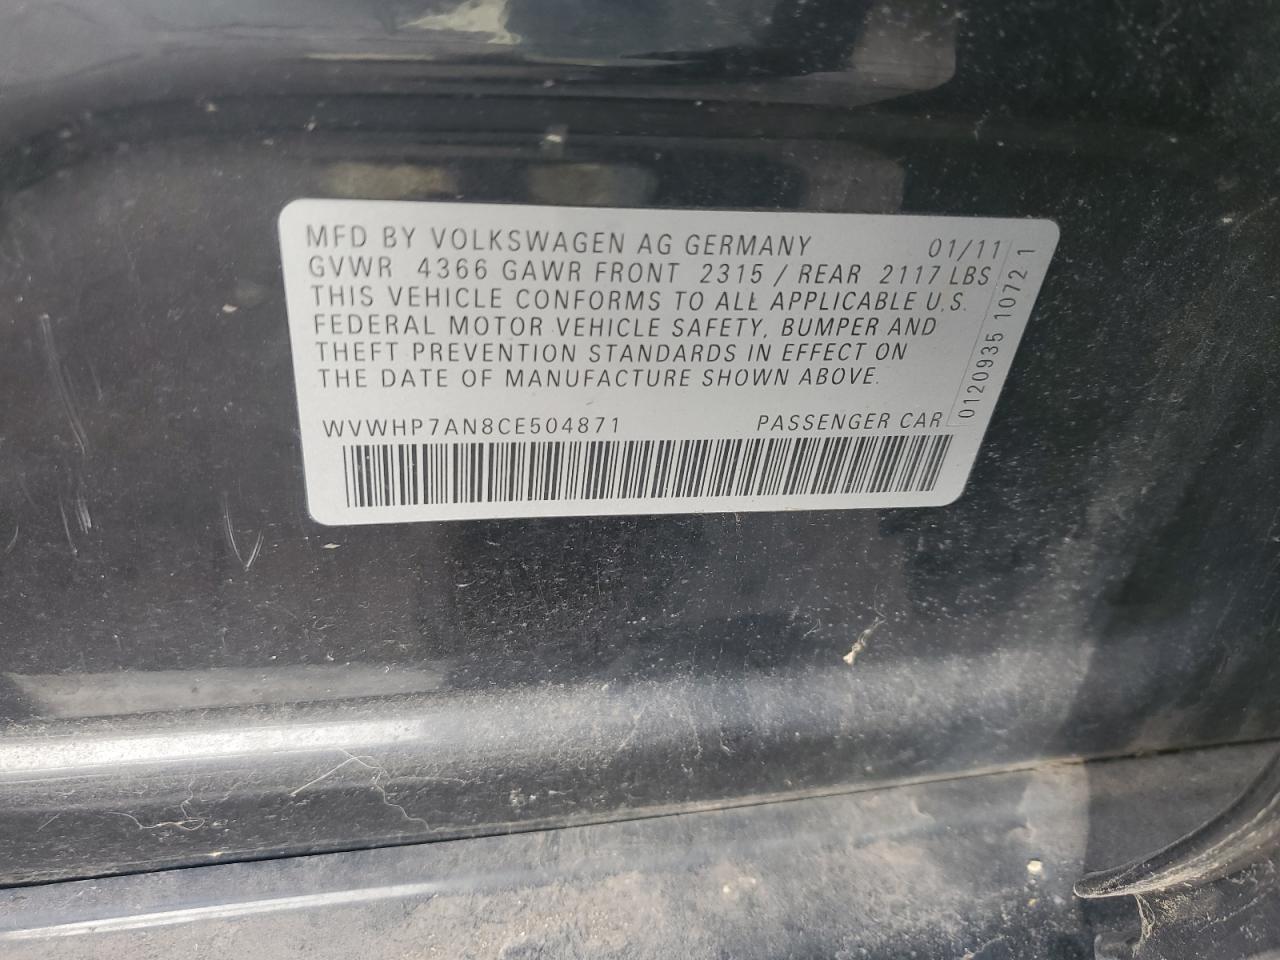 MFD BY VOLKSWAGEN AG GERMANY 01/11
GVWR 4366 GAWR FRONT 2315 / REAR 2117 LBS
THIS VEHICLE CONFORMS TO ALL APPLICABLE U.S.
FEDERAL MOTOR VEHICLE SAFETY, BUMPER AND
THEFT PREVENTION STANDARDS IN EFFECT ON
THE DATE OF MANUFACTURE SHOWN ABOVE.
WVWHP7AN8CE504871 PASSENGER CAR
0120935 1072 1